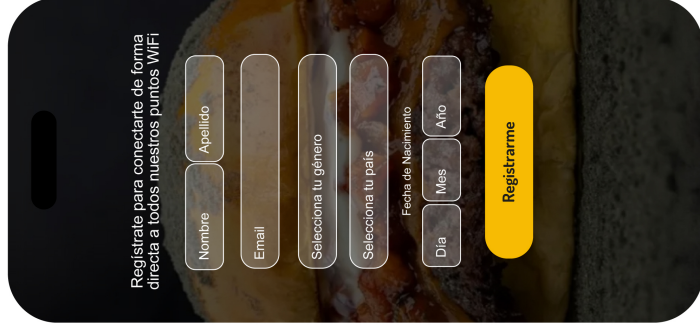 Regístrate para conectarte de forma
directa a todos nuestros puntos WiFi
Nombre Apellido
Email
Selecciona tu género
Selecciona tu país
Fecha de Nacimiento
Día Mes Año
Registrarme